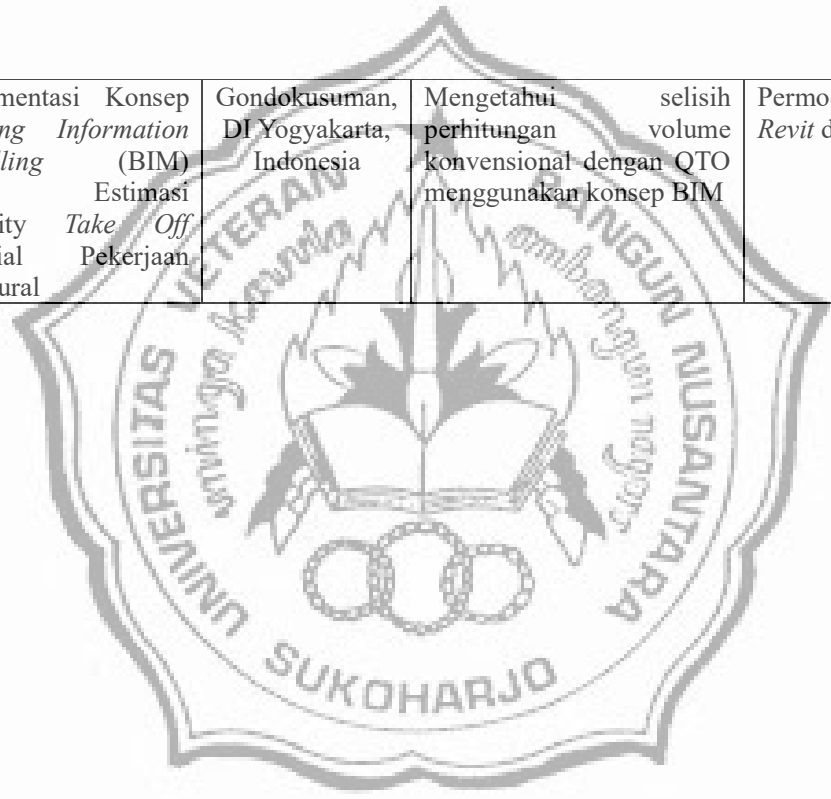 mentasi Konsep
ng Information
lling (BIM)
Estimasi
ity Take Off
ial Pekerjaan
ural
Gondokusuman,
DI Yogyakarta,
Indonesia
Mengetahui selisih
perhitungan volume
konvensional dengan QTO
menggunakan konsep BIM
Permo
Revit d
UNIVERSITAS VETERAN BANGUN NUSANTARA
SUKOHARJO